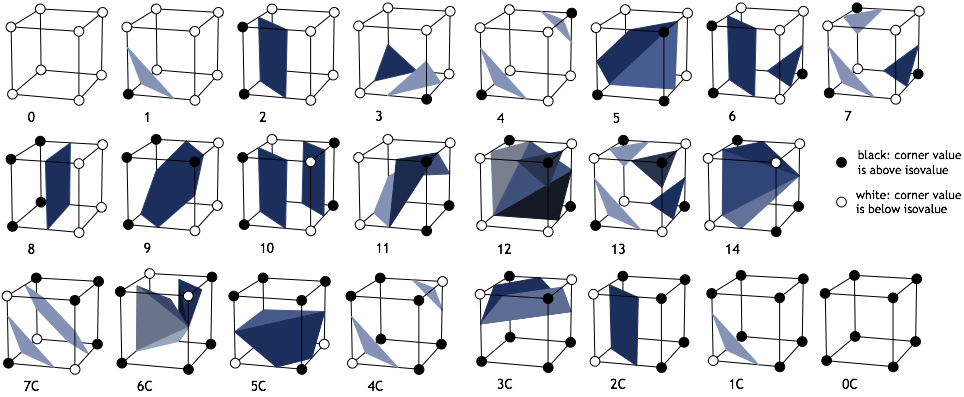 0 1 2 3 4 5 6 7
8 9 10 11 12 13 14
black: corner value
is above isovalue
white: corner value
is below isovalue
7C 6C 5C 4C 3C 2C 1C 0C